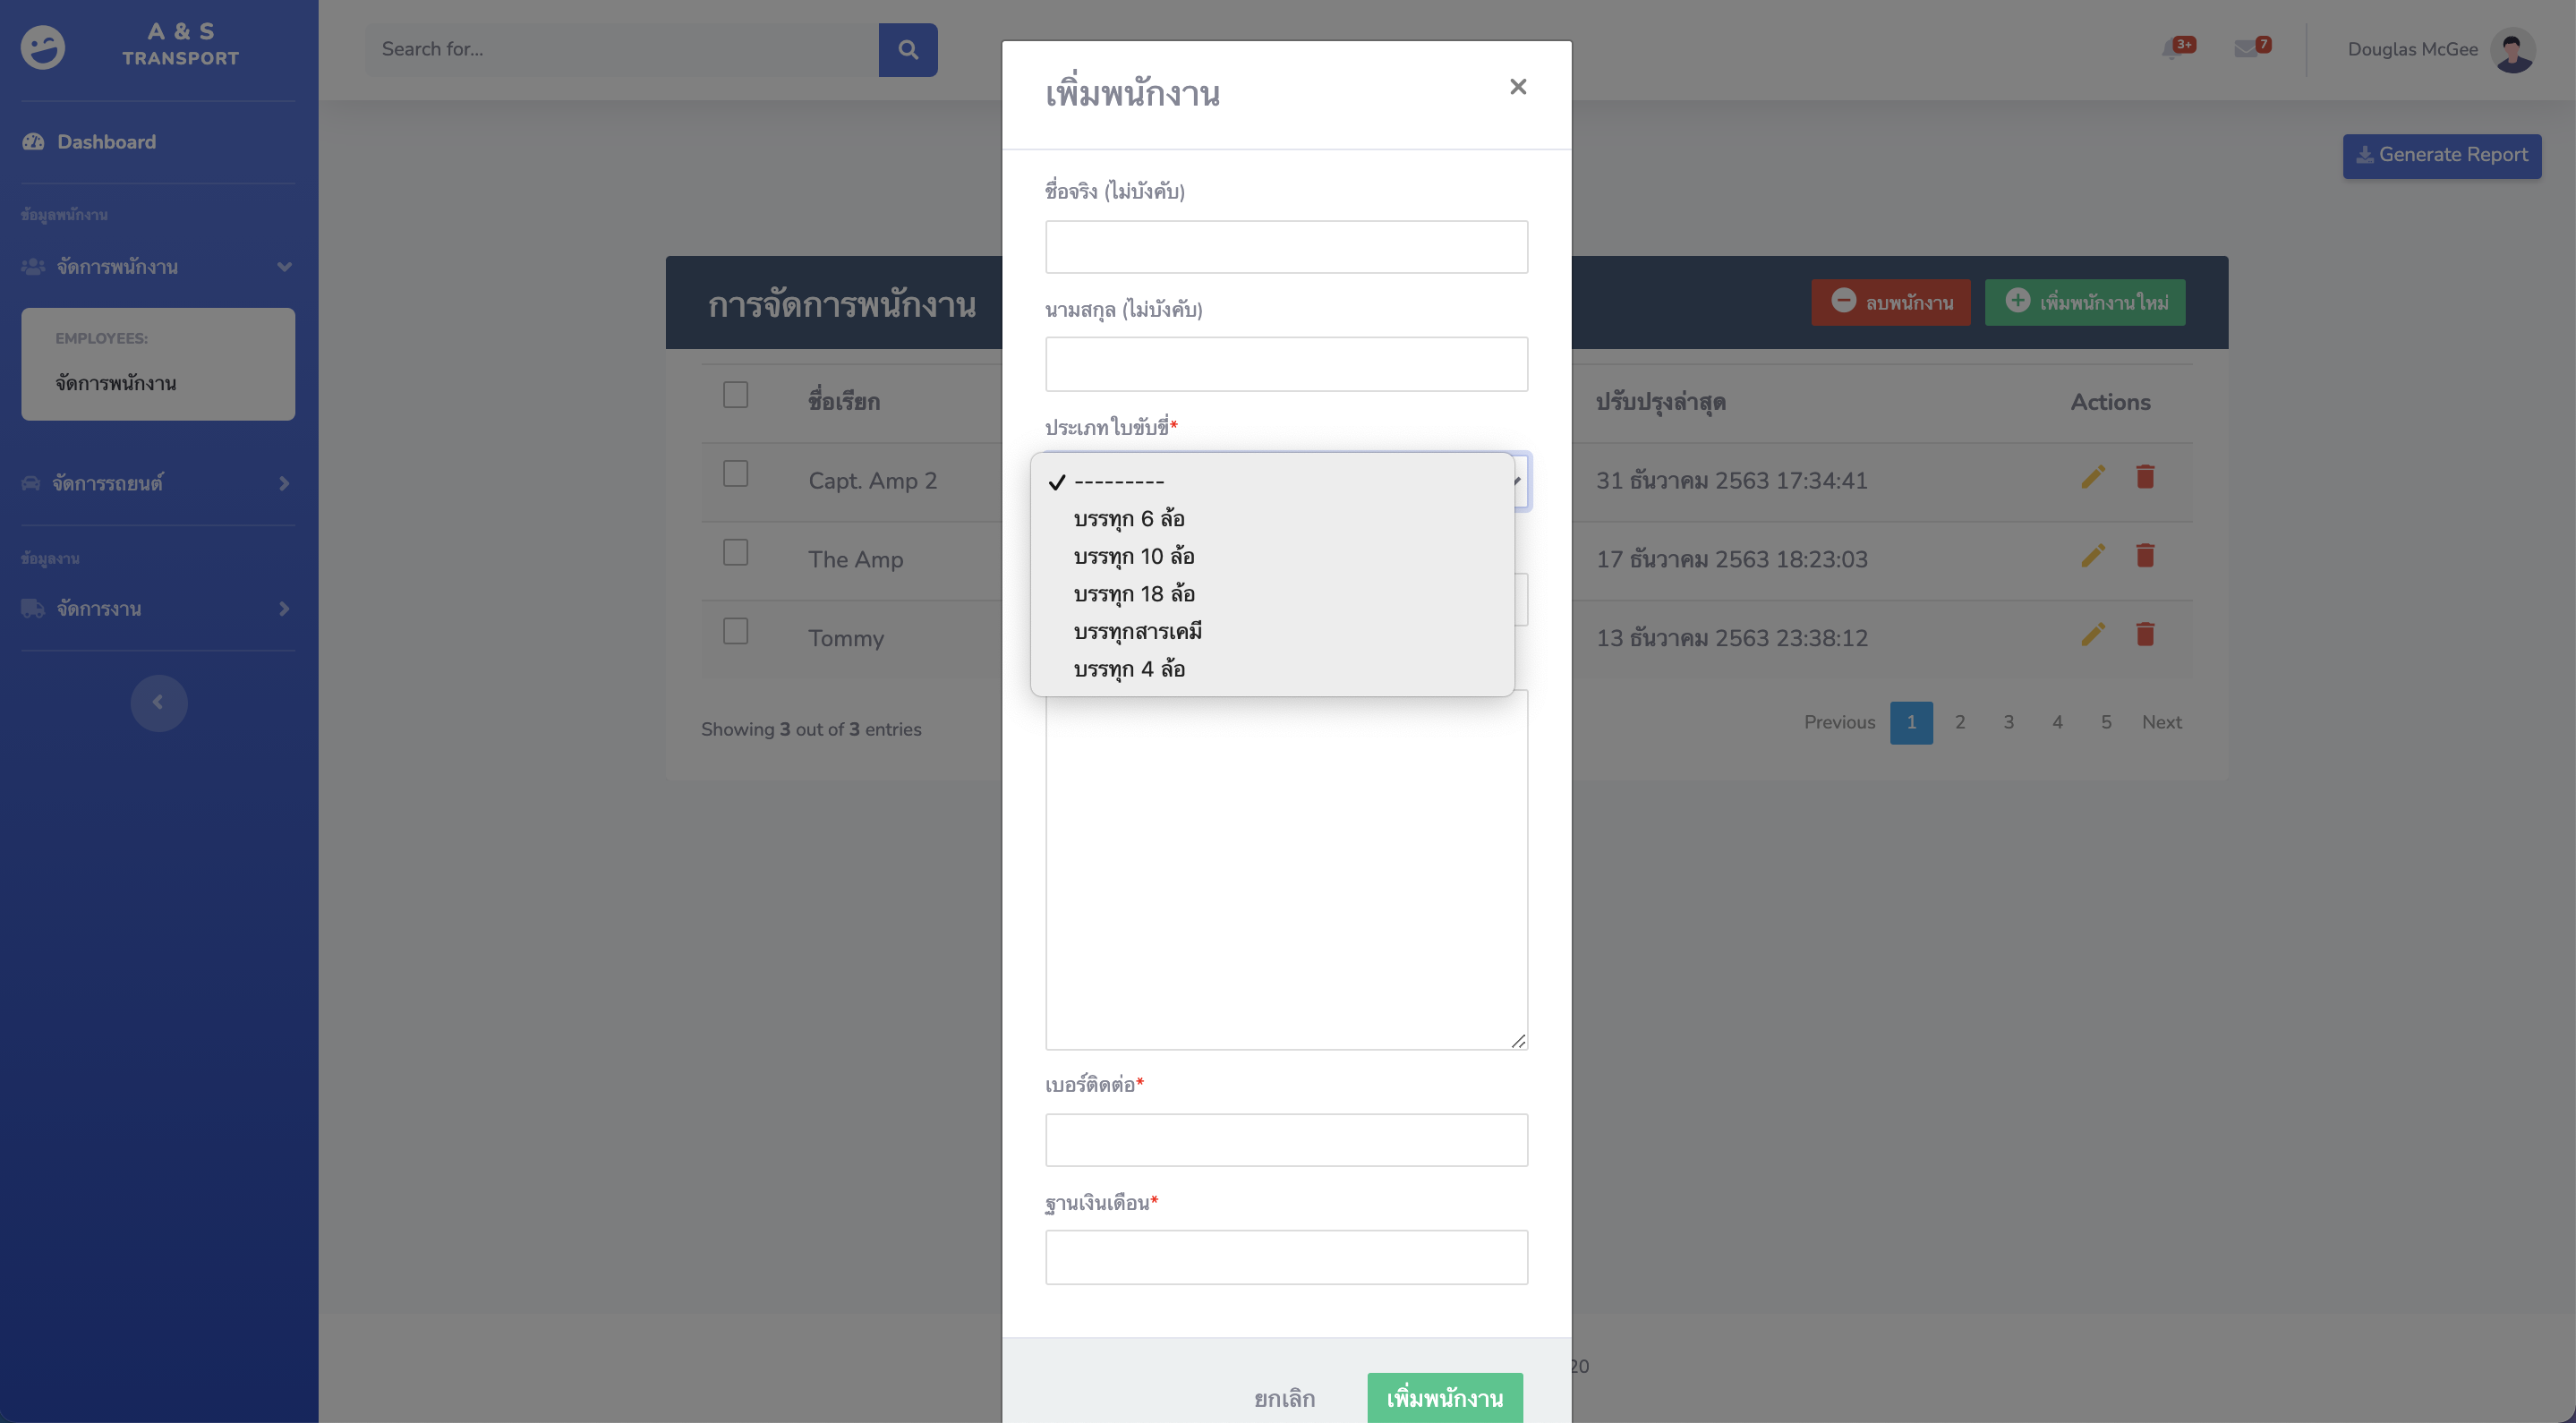 A & S
TRANSPORT
Dashboard
ข้อมูลพนักงาน
จัดการพนักงาน
EMPLOYEES:
จัดการพนักงาน
จัดการรถยนต์
ข้อมูลงาน
จัดการงาน
Search for...
3+
7
Douglas McGee
Generate Report
การจัดการพนักงาน
ลบพนักงาน
เพิ่มพนักงานใหม่
ชื่อเรียก
ปรับปรุงล่าสุด
Actions
Capt. Amp 2
31 ธันวาคม 2563 17:34:41
The Amp
17 ธันวาคม 2563 18:23:03
Tommy
13 ธันวาคม 2563 23:38:12
Showing 3 out of 3 entries
Previous 1 2 3 4 5 Next
20
เพิ่มพนักงาน
ชื่อจริง (ไม่บังคับ)
นามสกุล (ไม่บังคับ)
ประเภทใบขับขี่*
---------
บรรทุก 6 ล้อ
บรรทุก 10 ล้อ
บรรทุก 18 ล้อ
บรรทุกสารเคมี
บรรทุก 4 ล้อ
เบอร์ติดต่อ*
ฐานเงินเดือน*
ยกเลิก
เพิ่มพนักงาน